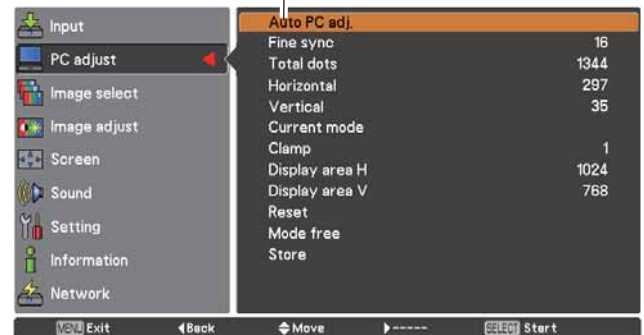 Input
PC adjust
Image select
Image adjust
Screen
Sound
Setting
Information
Network
Auto PC adj.
Fine sync 16
Total dots 1344
Horizontal 297
Vertical 35
Current mode
Clamp 1
Display area H 1024
Display area V 768
Reset
Mode free
Store
MENU Exit Back Move ----- SELECT Start